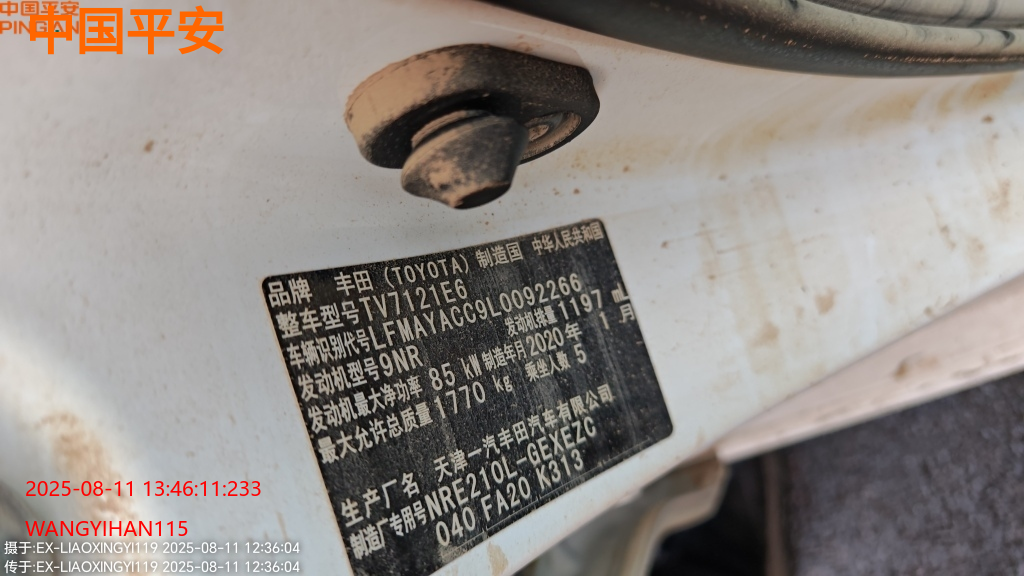 中国平安
PINGAN
中国平安
品牌 丰田 (TOYOTA) 制造国 中华人民共和国
整车型号 TV7121E6
车辆识别代号 LFMAYACC9L0092266
发动机型号 9NR 发动机排量 1197 mL
发动机最大净功率 85 kW 制造年月 2020年 1月
最大允许总质量 1770 kg 乘坐人数 5
生产厂名 天津一汽丰田汽车有限公司
制造厂专用号 NRE210L-GEXEZC
040 FA20 K313
2025-08-11 13:46:11:233
WANGYIHAN115
摄于:EX-LIAOXINGYI119 2025-08-11 12:36:04
传于:EX-LIAOXINGYI119 2025-08-11 12:36:04